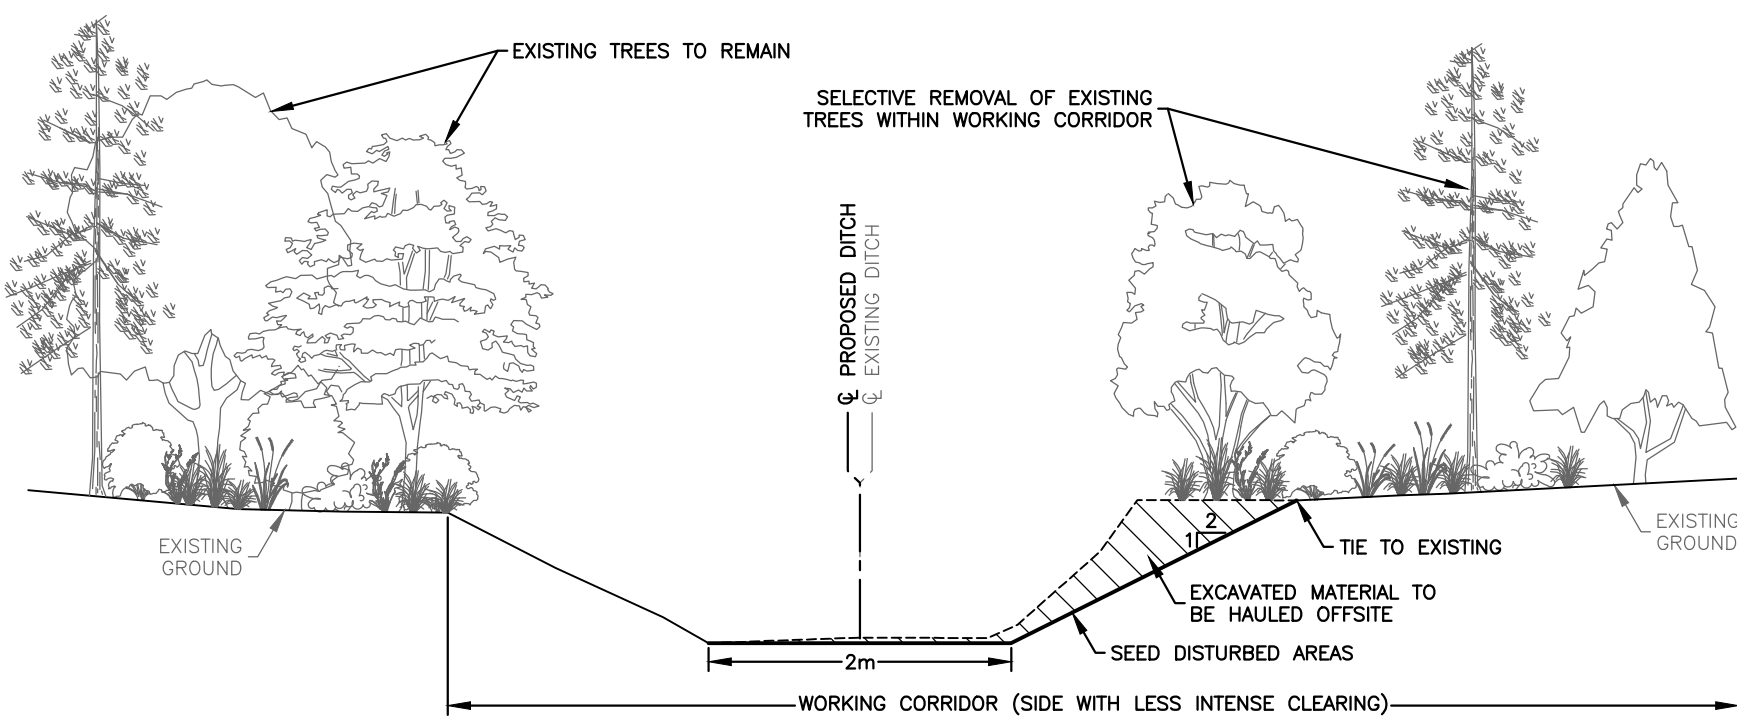 EXISTING TREES TO REMAIN
SELECTIVE REMOVAL OF EXISTING
TREES WITHIN WORKING CORRIDOR
℄ PROPOSED DITCH
℄ EXISTING DITCH
EXISTING
GROUND
2
1
TIE TO EXISTING
EXISTING
GROUND
EXCAVATED MATERIAL TO
BE HAULED OFFSITE
SEED DISTURBED AREAS
2m
WORKING CORRIDOR (SIDE WITH LESS INTENSE CLEARING)